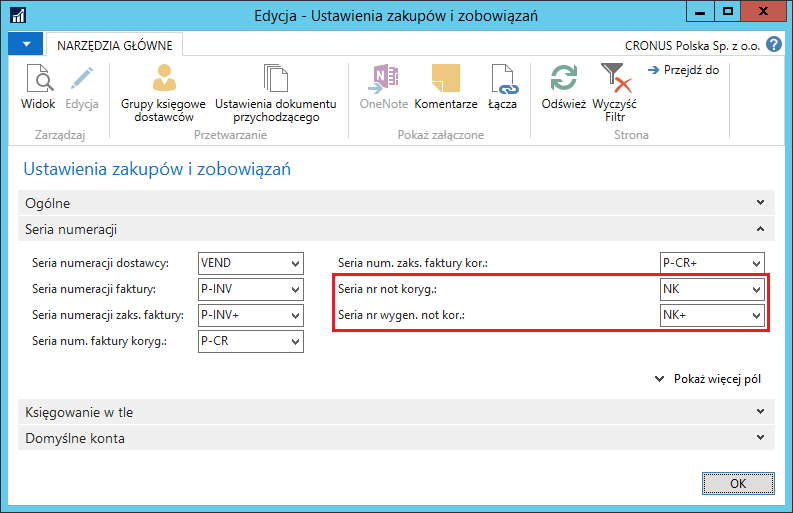 Edycja - Ustawienia zakupów i zobowiązań
NARZĘDZIA GŁÓWNE
CRONUS Polska Sp. z o.o.
Widok
Edycja
Zarządzaj
Grupy księgowe
dostawców
Ustawienia dokumentu
przychodzącego
Przetwarzanie
OneNote
Komentarze
Łącza
Pokaż załączone
Odśwież
Wyczyść
Filtr
Przejdź do
Strona
Ustawienia zakupów i zobowiązań
Ogólne
Seria numeracji
Seria numeracji dostawcy: VEND
Seria numeracji faktury: P-INV
Seria numeracji zaks. faktury: P-INV+
Seria num. faktury koryg.: P-CR
Seria num. zaks. faktury kor.: P-CR+
Seria nr not koryg.: NK
Seria nr wygen. not kor.: NK+
Pokaż więcej pól
Księgowanie w tle
Domyślne konta
OK